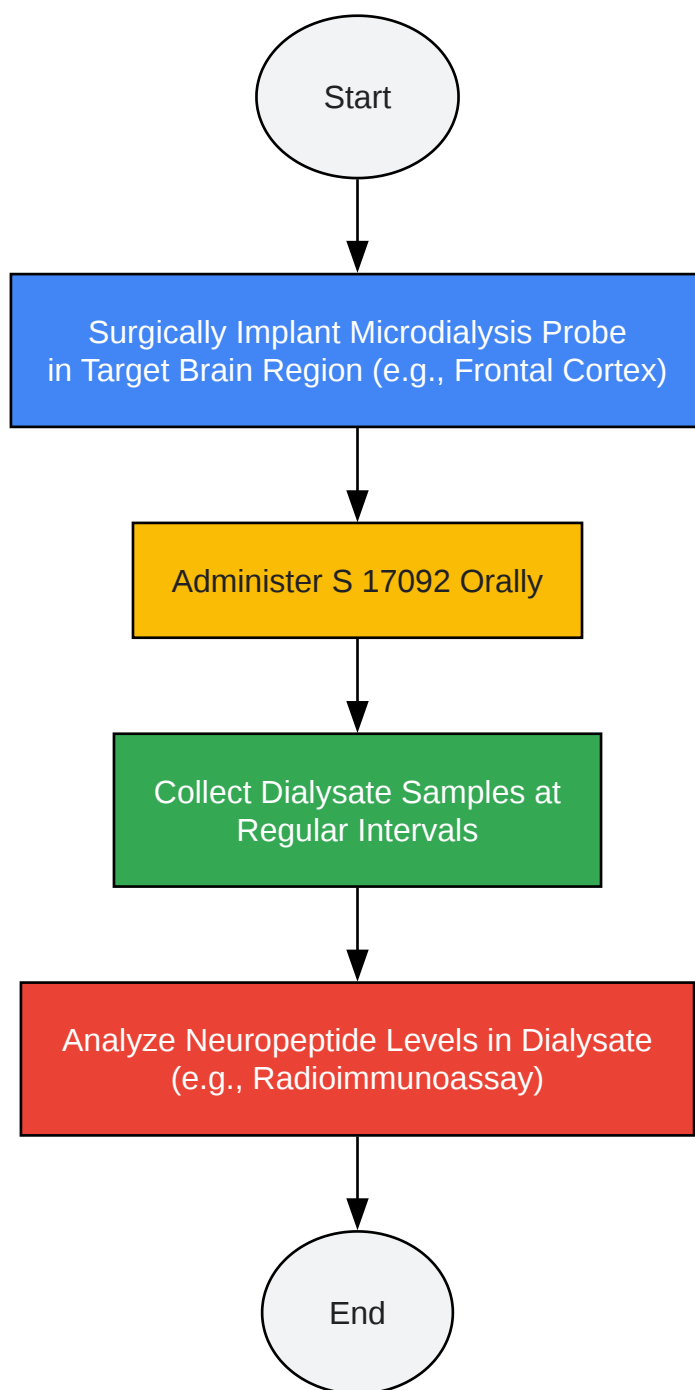 Start
Surgically Implant Microdialysis Probe
in Target Brain Region (e.g., Frontal Cortex)
Administer S 17092 Orally
Collect Dialysate Samples at
Regular Intervals
Analyze Neuropeptide Levels in Dialysate
(e.g., Radioimmunoassay)
End